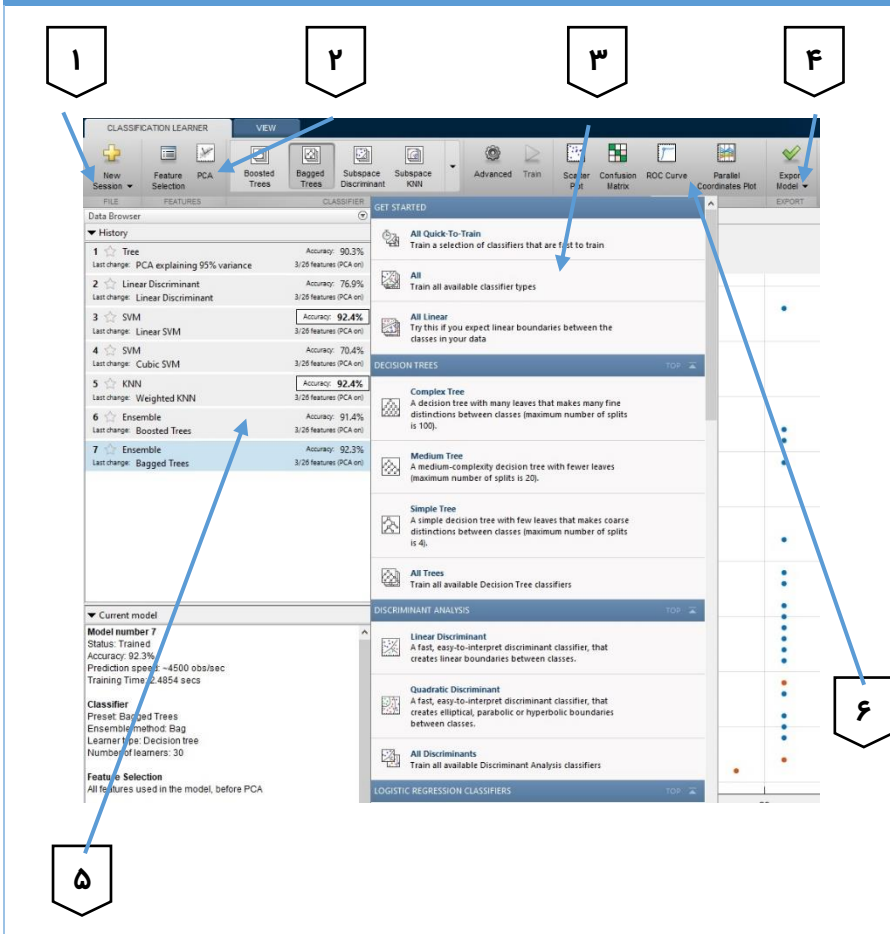 ۱
۲
۳
۴
CLASSIFICATION LEARNER
VIEW
New Session
Feature Selection
PCA
Boosted Trees
Bagged Trees
Subspace Discriminant
Subspace KNN
Advanced
Train
Scatter Plot
Confusion Matrix
ROC Curve
Parallel Coordinates Plot
Export Model
FILE
FEATURES
CLASSIFIER
EXPORT
Data Browser
History
1 Tree Accuracy: 90.3%
Last change: PCA explaining 95% variance 3/26 features (PCA on)
2 Linear Discriminant Accuracy: 76.9%
Last change: Linear Discriminant 3/26 features (PCA on)
3 SVM Accuracy: 92.4%
Last change: Linear SVM 3/26 features (PCA on)
4 SVM Accuracy: 70.4%
Last change: Cubic SVM 3/26 features (PCA on)
5 KNN Accuracy: 92.4%
Last change: Weighted KNN 3/26 features (PCA on)
6 Ensemble Accuracy: 91.4%
Last change: Boosted Trees 3/26 features (PCA on)
7 Ensemble Accuracy: 92.3%
Last change: Bagged Trees 3/26 features (PCA on)
Current model
Model number 7
Status: Trained
Accuracy: 92.3%
Prediction speed: ~4500 obs/sec
Training Time: 2.4854 secs
Classifier
Preset: Bagged Trees
Ensemble method: Bag
Learner type: Decision tree
Number of learners: 30
Feature Selection
All features used in the model, before PCA
GET STARTED
All Quick-To-Train
Train a selection of classifiers that are fast to train
All
Train all available classifier types
All Linear
Try this if you expect linear boundaries between the
classes in your data
DECISION TREES TOP
Complex Tree
A decision tree with many leaves that makes many fine
distinctions between classes (maximum number of splits
is 100).
Medium Tree
A medium-complexity decision tree with fewer leaves
(maximum number of splits is 20).
Simple Tree
A simple decision tree with few leaves that makes coarse
distinctions between classes (maximum number of splits
is 4).
All Trees
Train all available Decision Tree classifiers
DISCRIMINANT ANALYSIS TOP
Linear Discriminant
A fast, easy-to-interpret discriminant classifier, that
creates linear boundaries between classes.
Quadratic Discriminant
A fast, easy-to-interpret discriminant classifier, that
creates elliptical, parabolic or hyperbolic boundaries
between classes.
All Discriminants
Train all available Discriminant Analysis classifiers
LOGISTIC REGRESSION CLASSIFIERS TOP
۶
۵